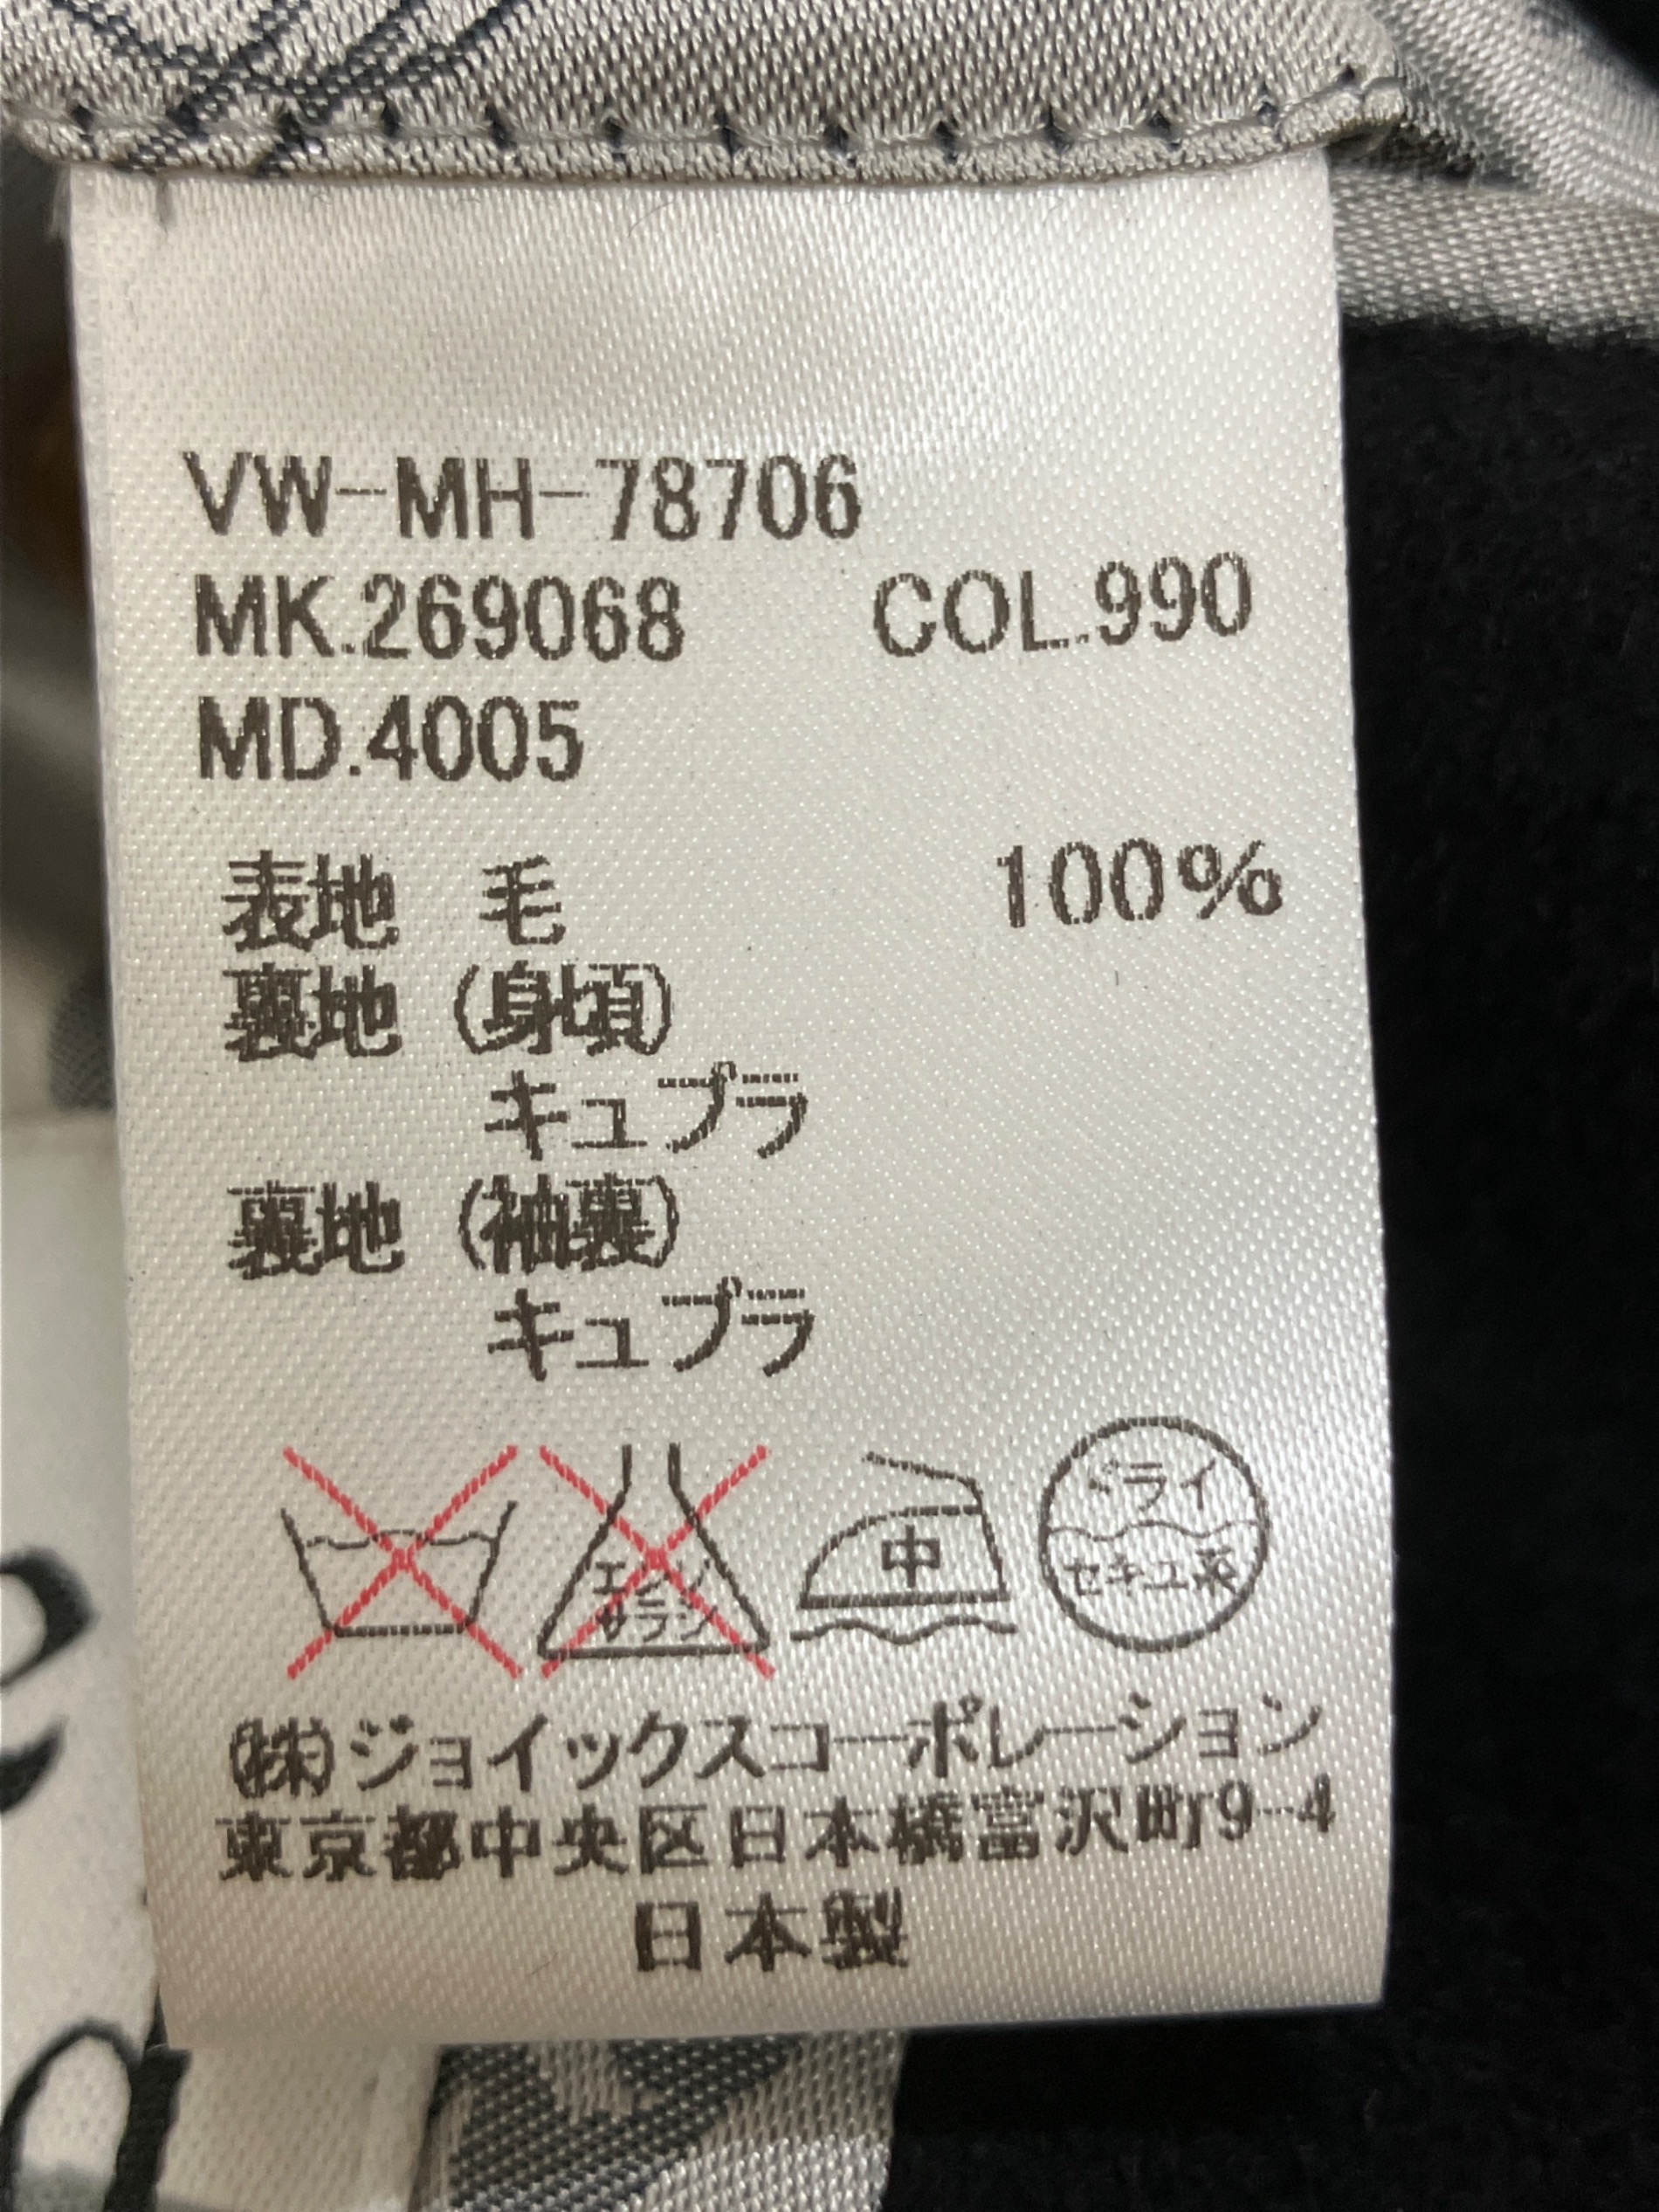 VW-MH-78706
MK.269068 COL.990
MD.4005
表地 毛 100%
裏地 (身頃)
キュプラ
裏地 (袖裏)
キュプラ
エンソ
サラシ
中
ドライ
セキユ系
(株)ジョイックスコーポレーション
東京都中央区日本橋富沢町9-4
日本製